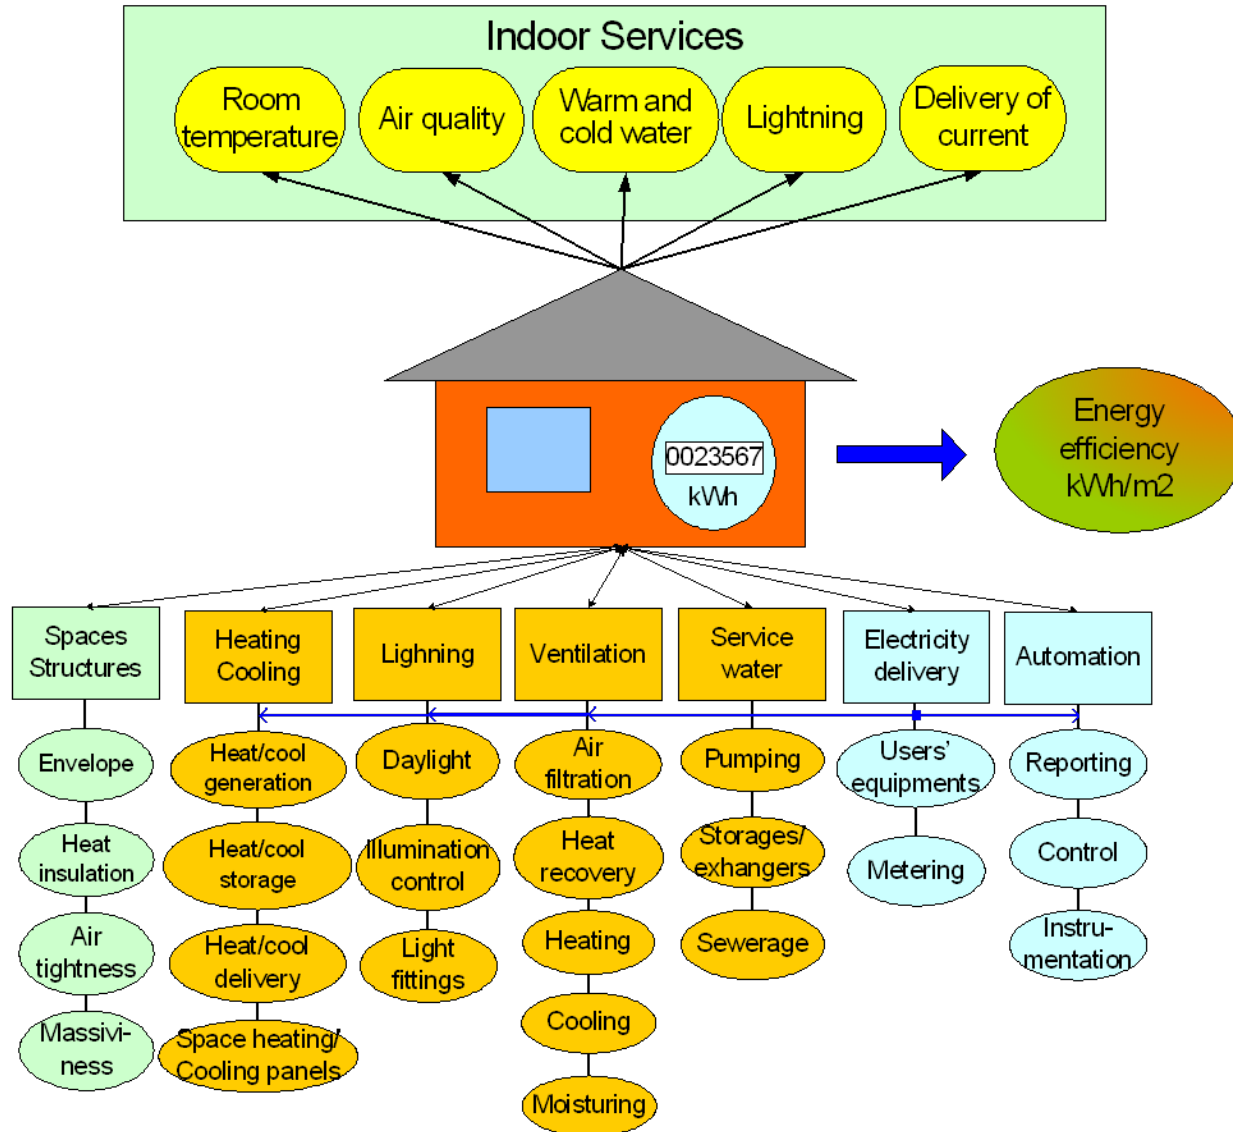 Indoor Services
Room
temperature
Air quality
Warm and
cold water
Lightning
Delivery of
current
0023567
kWh
Energy
efficiency
kWh/m2
Spaces
Structures
Heating
Cooling
Lighning
Ventilation
Service
water
Electricity
delivery
Automation
Envelope
Heat
insulation
Air
tightness
Massivi-
ness
Heat/cool
generation
Heat/cool
storage
Heat/cool
delivery
Space heating/
Cooling panels
Daylight
Illumination
control
Light
fittings
Air
filtration
Heat
recovery
Heating
Cooling
Moisturing
Pumping
Storages/
exhangers
Sewerage
Users'
equipments
Metering
Reporting
Control
Instru-
mentation